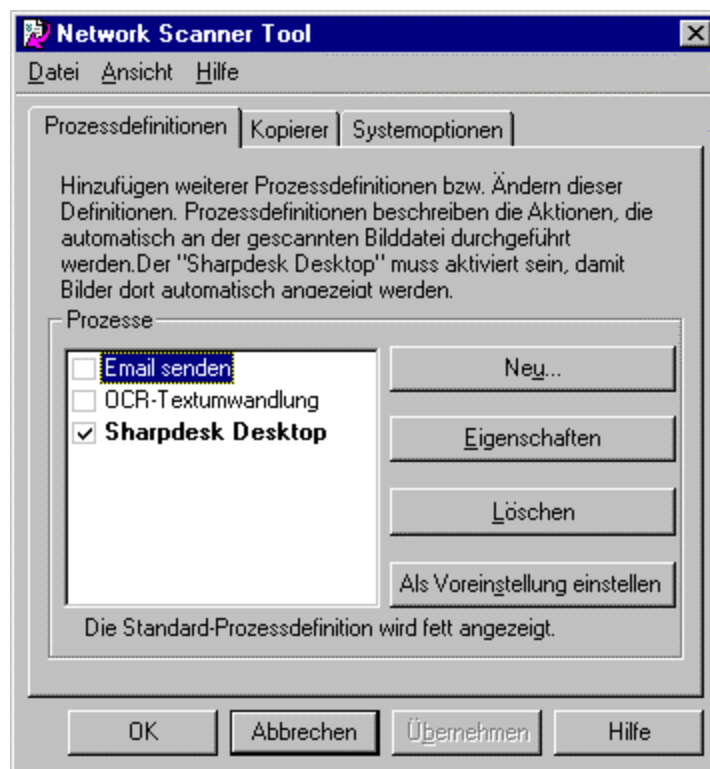 Network Scanner Tool
Datei Ansicht Hilfe
Prozessdefinitionen Kopierer Systemoptionen
Hinzufügen weiterer Prozessdefinitionen bzw. Ändern dieser
Definitionen. Prozessdefinitionen beschreiben die Aktionen, die
automatisch an der gescannten Bilddatei durchgeführt
werden.Der "Sharpdesk Desktop" muss aktiviert sein, damit
Bilder dort automatisch angezeigt werden.
Prozesse
Email senden
OCR-Textumwandlung
Sharpdesk Desktop
Neu...
Eigenschaften
Löschen
Als Voreinstellung einstellen
Die Standard-Prozessdefinition wird fett angezeigt.
OK Abbrechen Übernehmen Hilfe